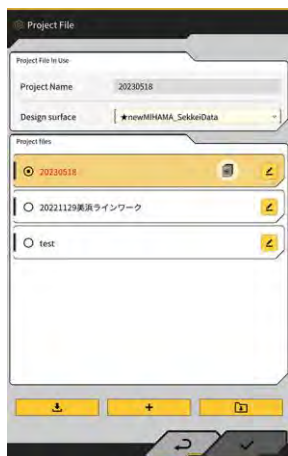 Project File
Project File In Use
Project Name 20230518
Design surface ★newMIHAMA_SekkeiData
Project files
20230518
20221129美浜ラインワーク
test